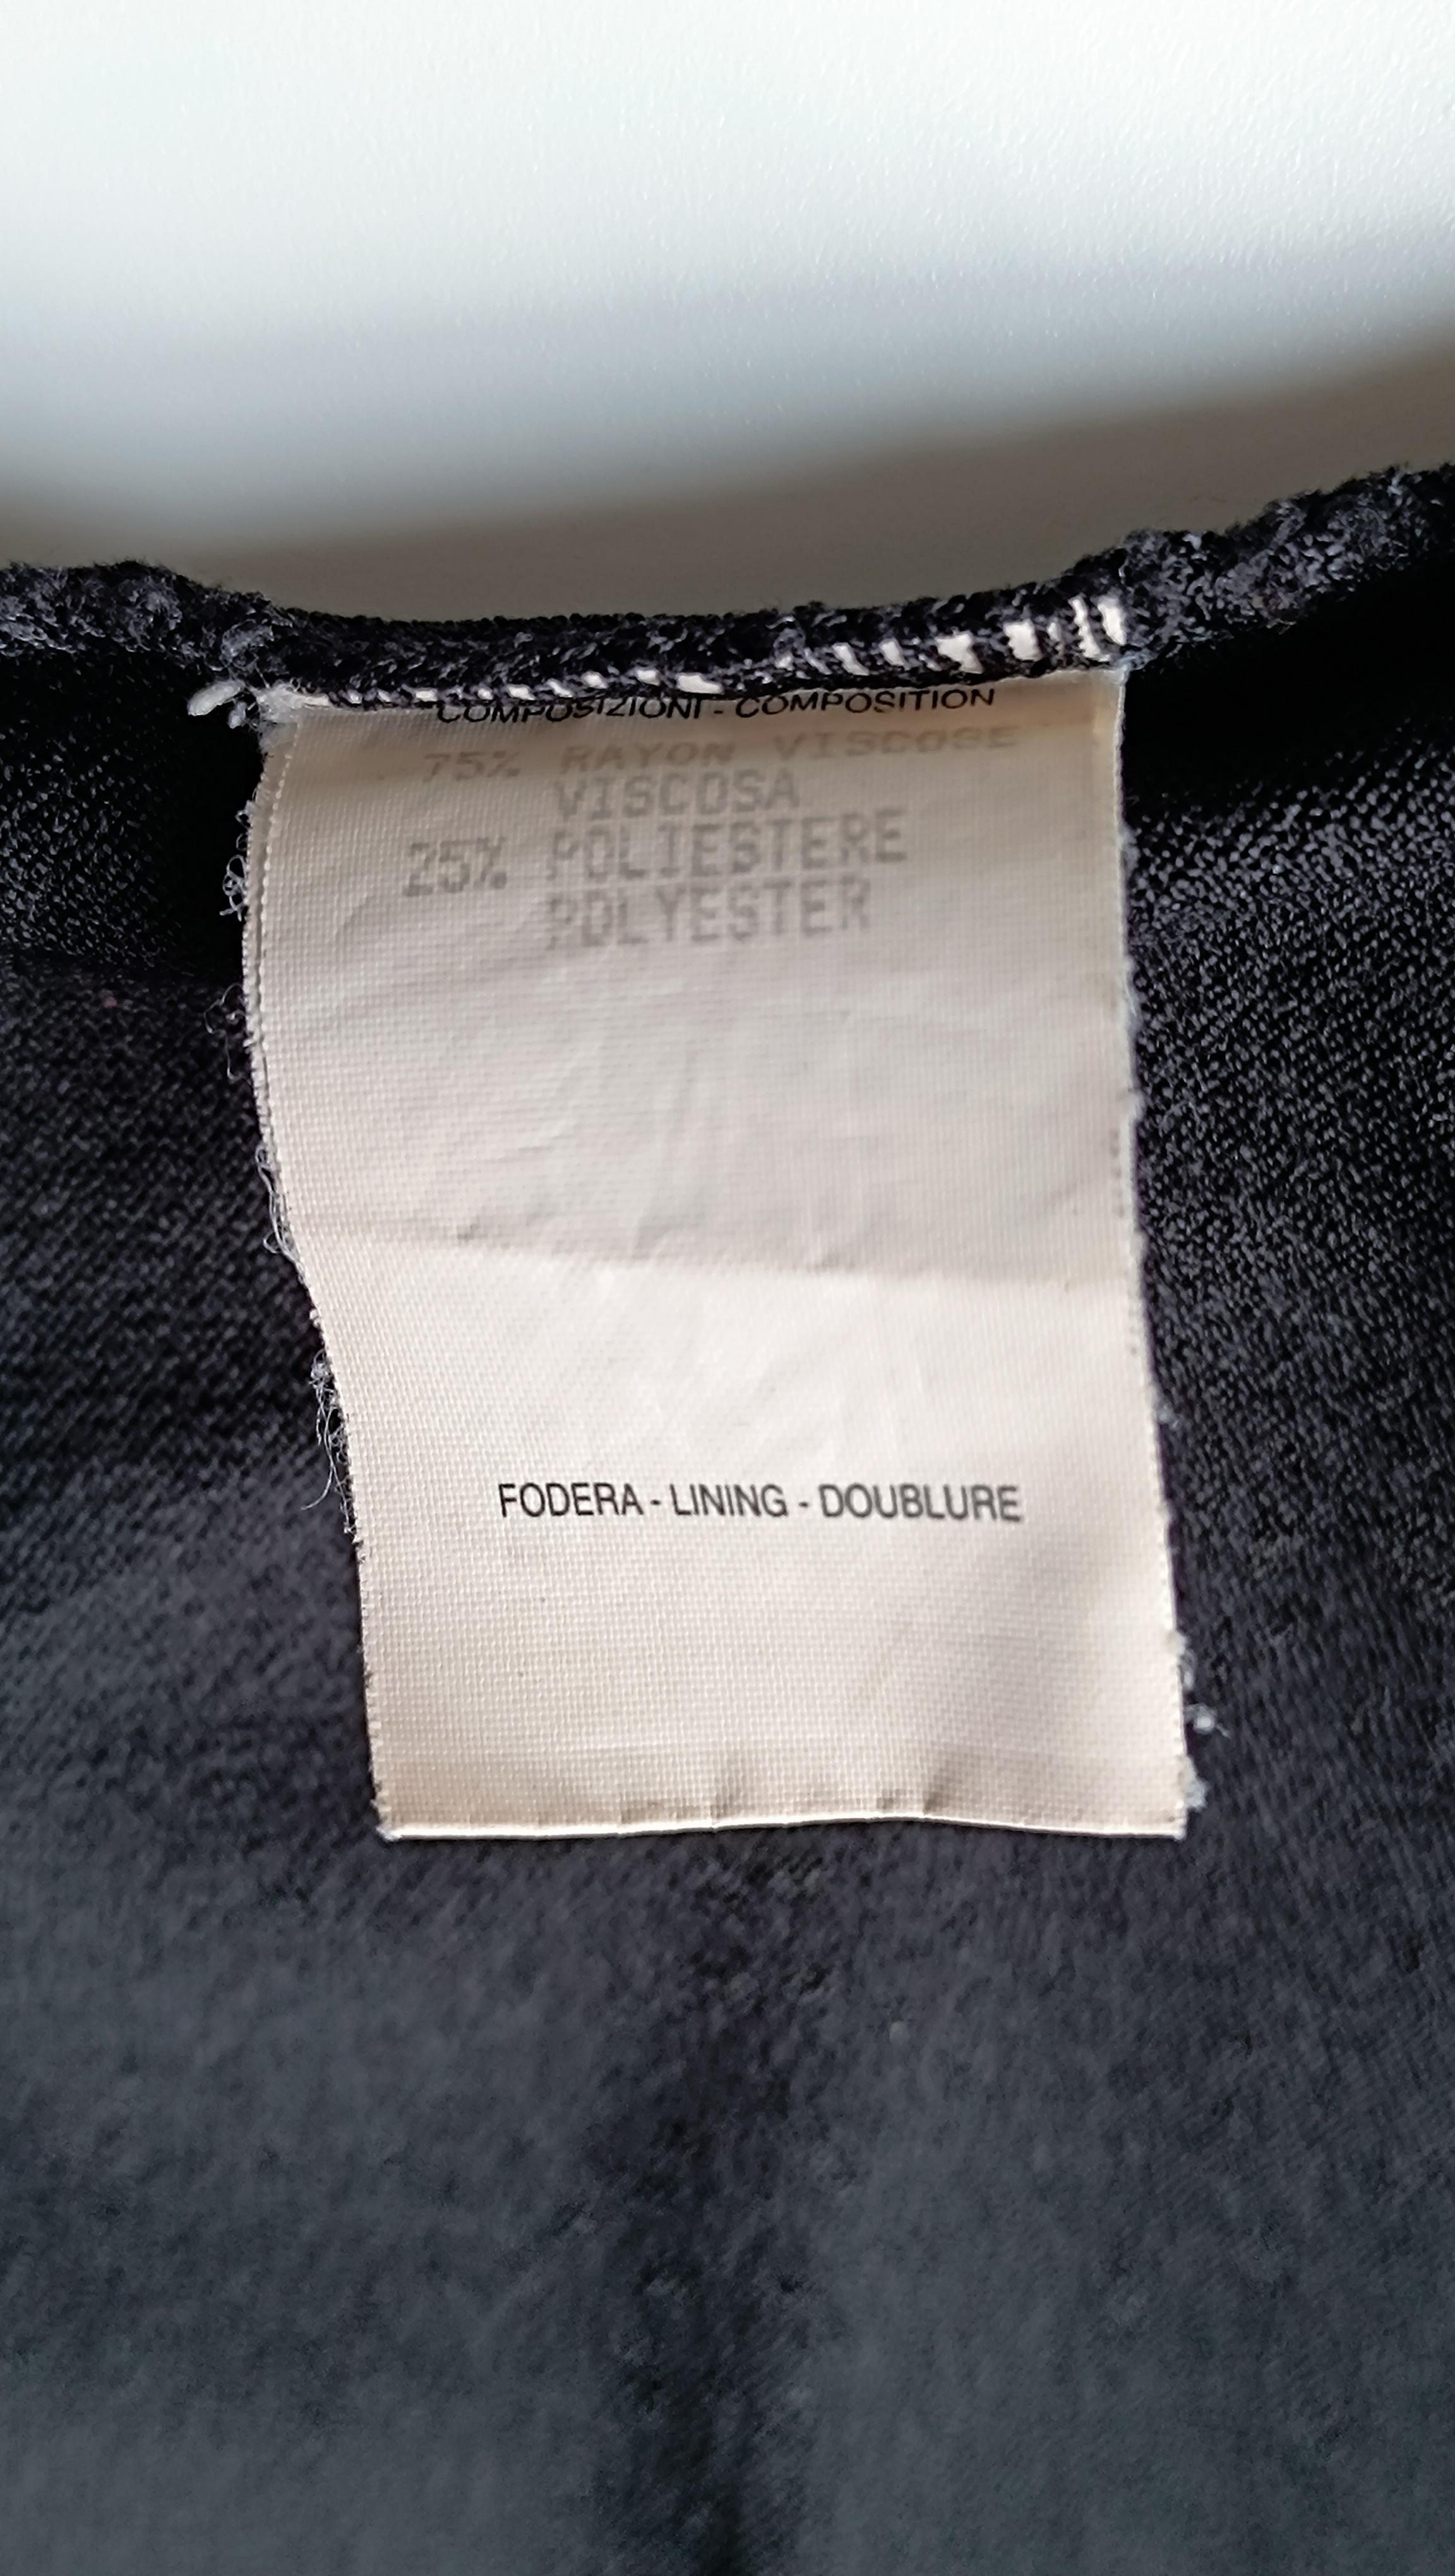 COMPOSIZIONI - COMPOSITION
75% RAYON VISCOSE
VISCOSA
25% POLIESTERE
POLYESTER
FODERA - LINING - DOUBLURE